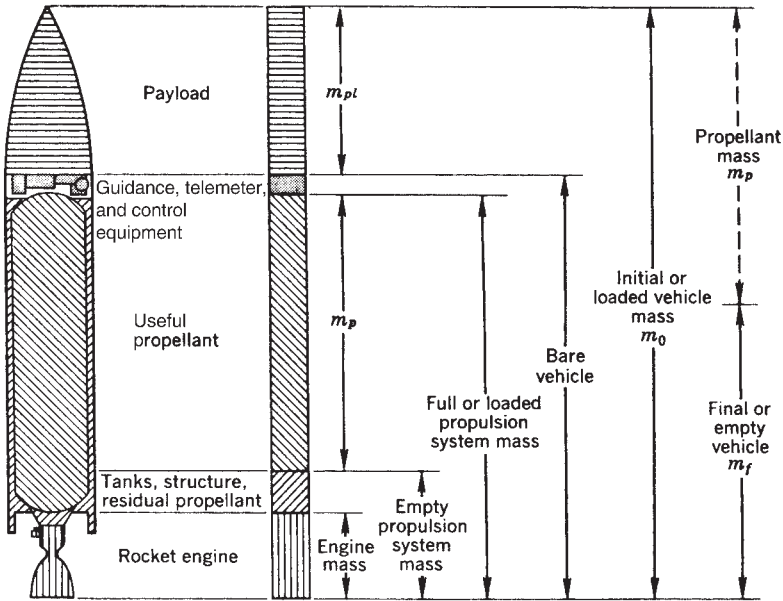 Payload
Guidance, telemeter,
and control
equipment
Useful
propellant
Tanks, structure,
residual propellant
Rocket engine
m_pl
m_p
Engine
mass
Empty
propulsion
system
mass
Full or loaded
propulsion
system mass
Bare
vehicle
Initial or
loaded vehicle
mass
m_0
Propellant
mass
m_p
Final or
empty
vehicle
m_f